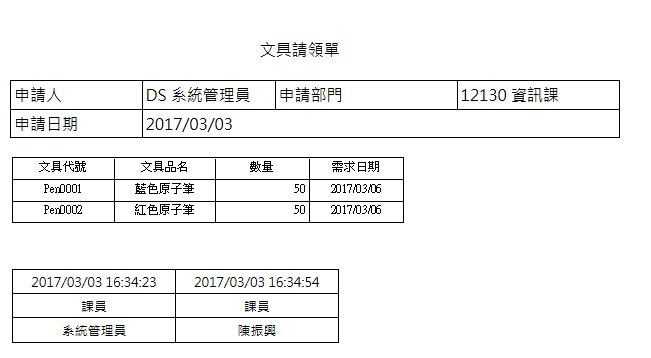 文具請領單
申請人 DS 系統管理員 申請部門 12130 資訊課
申請日期 2017/03/03
文具代號 文具品名 數量 需求日期
Pen0001 藍色原子筆 50 2017/03/06
Pen0002 紅色原子筆 50 2017/03/06
2017/03/03 16:34:23 2017/03/03 16:34:54
課員 課員
系統管理員 陳振興